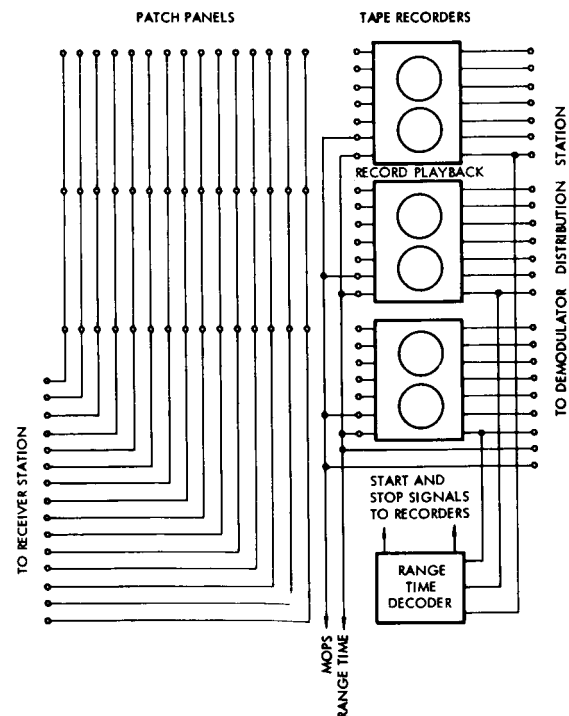 PATCH PANELS
TAPE RECORDERS
RECORD PLAYBACK
TO DEMODULATOR DISTRIBUTION STATION
TO RECEIVER STATION
START AND
STOP SIGNALS
TO RECORDERS
RANGE
TIME
DECODER
MOPS
RANGE TIME